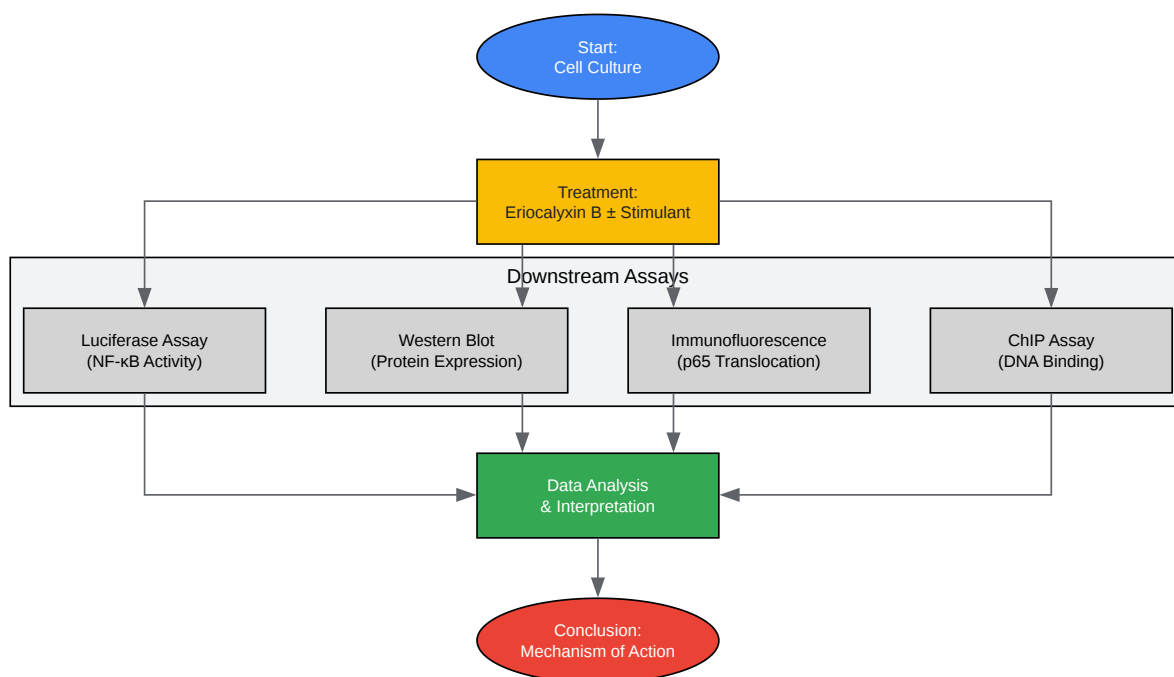 Start:
Cell Culture
Treatment:
Eriocalyxin B ± Stimulant
Downstream Assays
Luciferase Assay
(NF-κB Activity)
Western Blot
(Protein Expression)
Immunofluorescence
(p65 Translocation)
ChIP Assay
(DNA Binding)
Data Analysis
& Interpretation
Conclusion:
Mechanism of Action